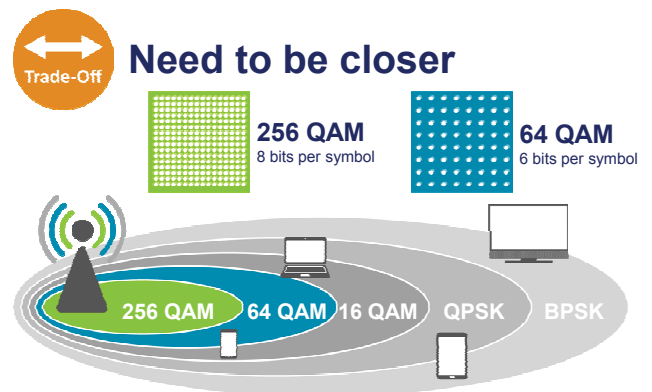 Trade-Off
Need to be closer
256 QAM
8 bits per symbol
64 QAM
6 bits per symbol
256 QAM
64 QAM
16 QAM
QPSK
BPSK